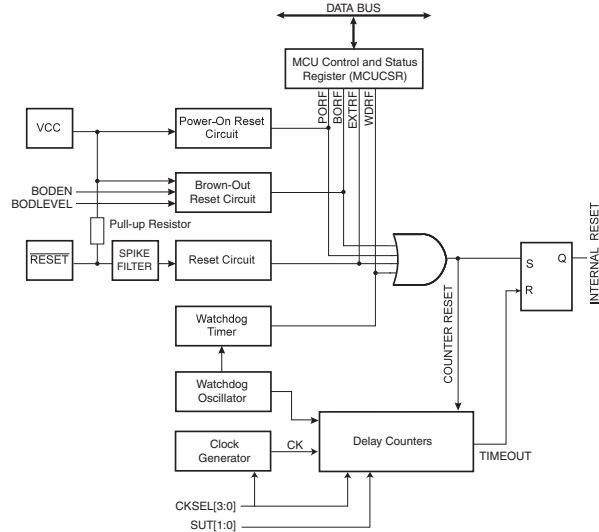 DATA BUS
MCU Control and Status
Register (MCUCSR)
PORF
BORF
EXTRF
WDRF
VCC
Power-On Reset
Circuit
BODEN
BODLEVEL
Brown-Out
Reset Circuit
Pull-up Resistor
RESET
SPIKE
FILTER
Reset Circuit
S
Q
R
INTERNAL RESET
Watchdog
Timer
COUNTER RESET
Watchdog
Oscillator
Clock
Generator
CK
Delay Counters
TIMEOUT
CKSEL[3:0]
SUT[1:0]